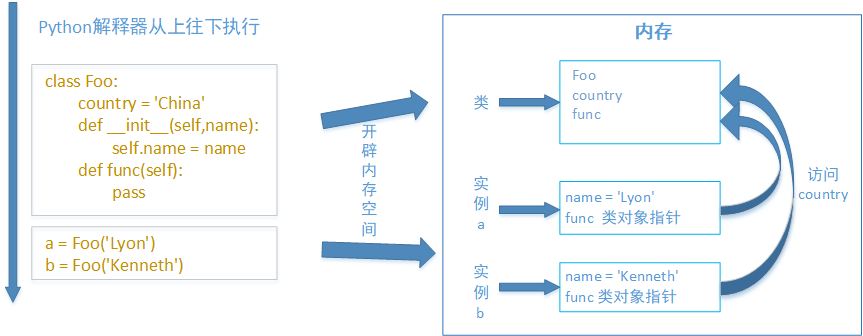 Python解释器从上往下执行
class Foo:
country = 'China'
def __init__(self,name):
self.name = name
def func(self):
pass
a = Foo('Lyon')
b = Foo('Kenneth')
开
辟
内
存
空
间
内存
类
Foo
country
func
实
例
a
name = 'Lyon'
func 类对象指针
实
例
b
name = 'Kenneth'
func 类对象指针
访问
country